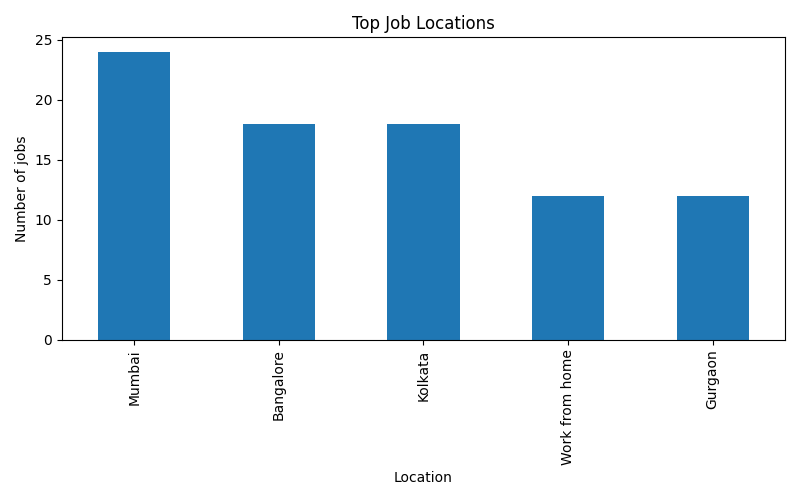 Top Job Locations
Number of jobs
25
20
15
10
5
0
Mumbai
Bangalore
Kolkata
Work from home
Gurgaon
Location